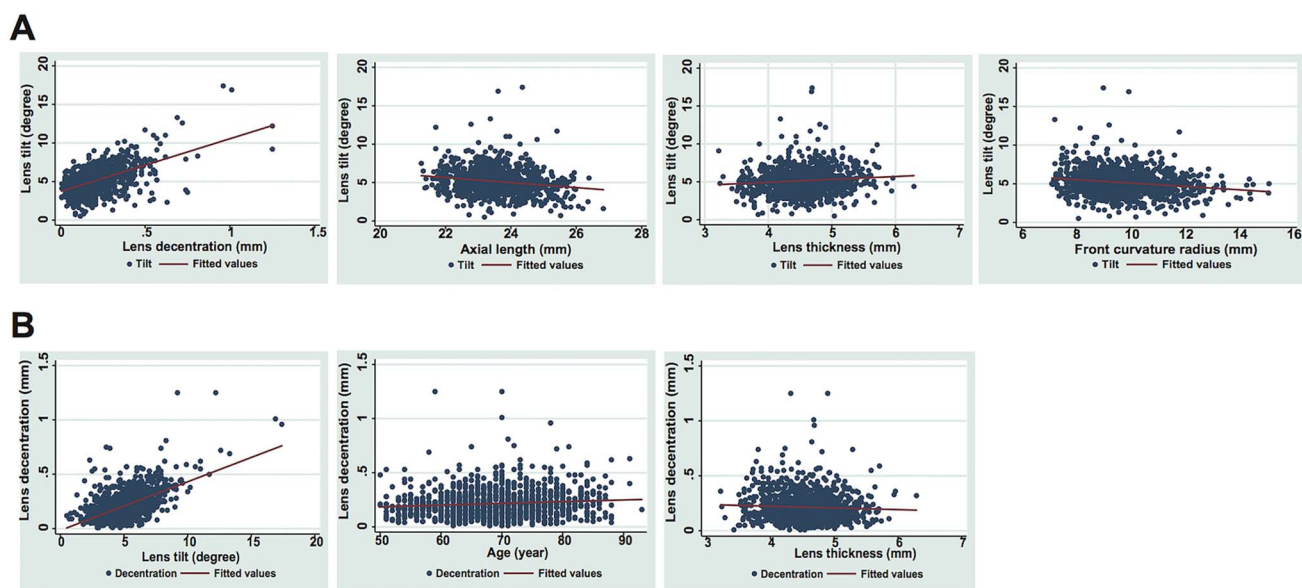 A
Lens tilt (degree)
20
15
10
5
0
0 .5 1 1.5
Lens decentration (mm)
Tilt Fitted values
Lens tilt (degree)
20
15
10
5
0
20 22 24 26 28
Axial length (mm)
Tilt Fitted values
Lens tilt (degree)
20
15
10
5
0
3 4 5 6 7
Lens thickness (mm)
Tilt Fitted values
Lens tilt (degree)
20
15
10
5
0
6 8 10 12 14 16
Front curvature radius (mm)
Tilt Fitted values
B
Lens decentration (mm)
1.5
1
.5
0
0 5 10 15 20
Lens tilt (degree)
Decentration Fitted values
Lens decentration (mm)
1.5
1
.5
0
50 60 70 80 90
Age (year)
Decentration Fitted values
Lens decentration (mm)
1.5
1
.5
0
3 4 5 6 7
Lens thickness (mm)
Decentration Fitted values